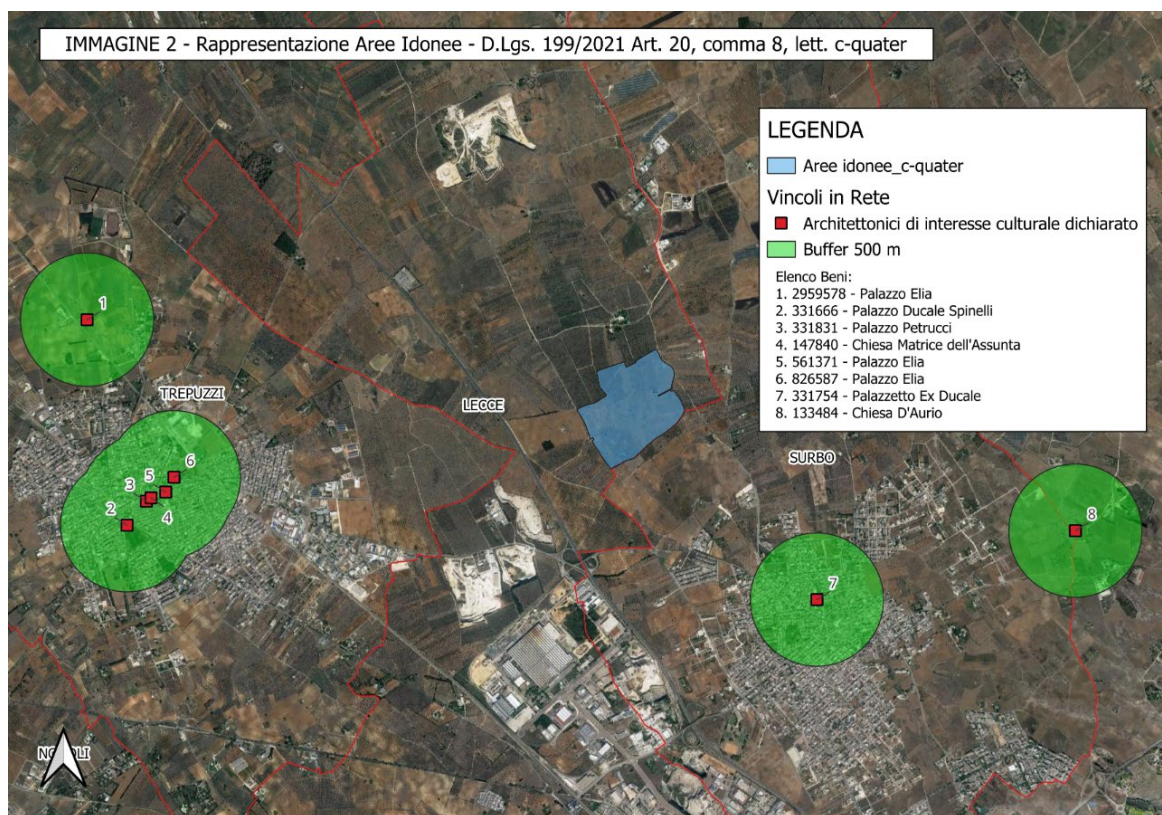 IMMAGINE 2 - Rappresentazione Aree Idonee - D.Lgs. 199/2021 Art. 20, comma 8, lett. c-quater
LEGENDA
Aree idonee_c-quater
Vincoli in Rete
Architettonici di interesse culturale dichiarato
Buffer 500 m
Elenco Beni:
1. 2959578 - Palazzo Elia
2. 331666 - Palazzo Ducale Spinelli
3. 331831 - Palazzo Petrucci
4. 147840 - Chiesa Matrice dell'Assunta
5. 561371 - Palazzo Elia
6. 826587 - Palazzo Elia
7. 331754 - Palazzetto Ex Ducale
8. 133484 - Chiesa D'Aurio
1
TREPUZZI
LECCE
SURBO
6
5
3
4
2
8
7